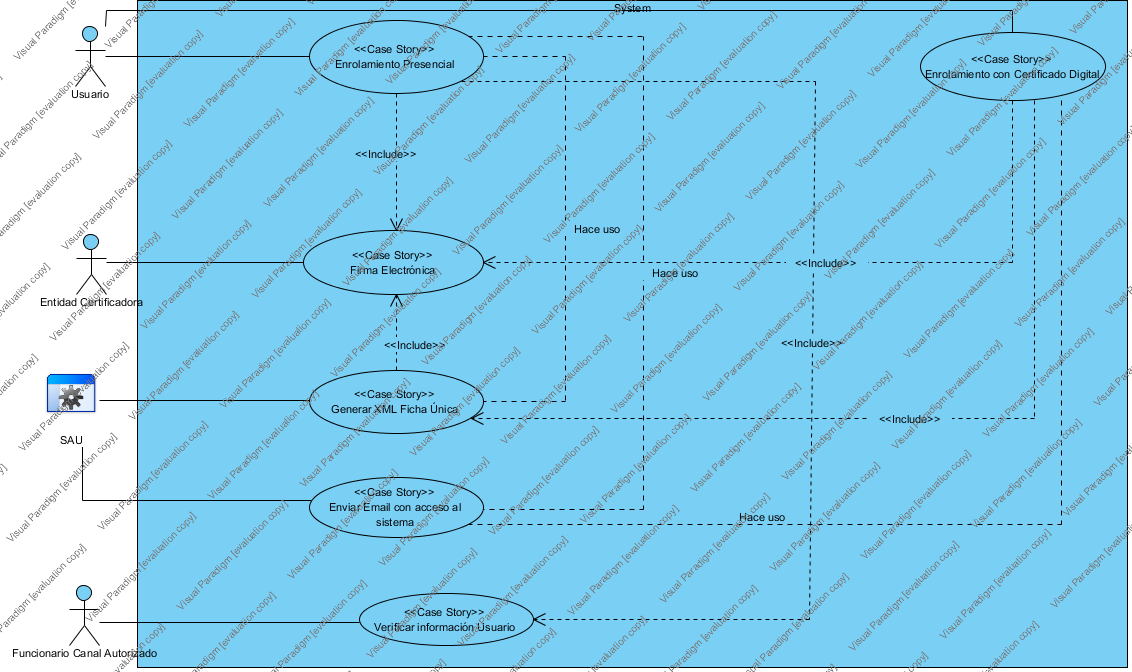 System
<<Case Story>>
Enrolamiento Presencial
<<Case Story>>
Enrolamiento con Certificado Digital
Usuario
<<Include>>
Hace uso
<<Case Story>>
Firma Electrónica
<<Include>>
Hace uso
Entidad Certificadora
<<Include>>
<<Include>>
<<Case Story>>
Generar XML Ficha Única
<<Include>>
SAU
<<Case Story>>
Enviar Email con acceso al
sistema
Hace uso
<<Case Story>>
Verificar información Usuario
Funcionario Canal Autorizado
Visual Paradigm [evaluation copy]